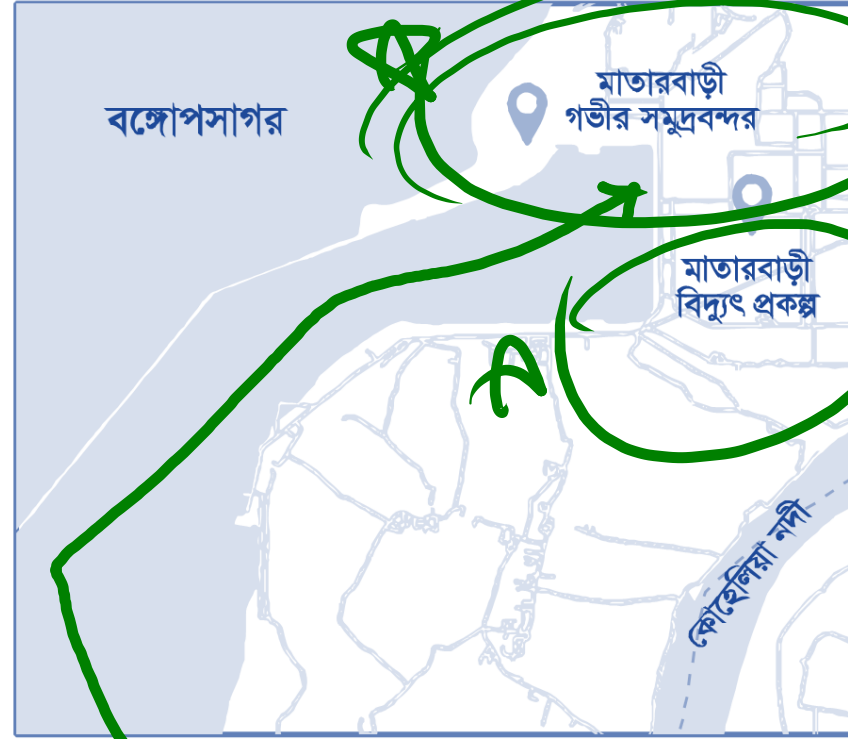 মাতারবাড়ী
গভীর সমুদ্রবন্দর
বঙ্গোপসাগর
মাতারবাড়ী
বিদ্যুৎ প্রকল্প
কোহেলিয়া নদী